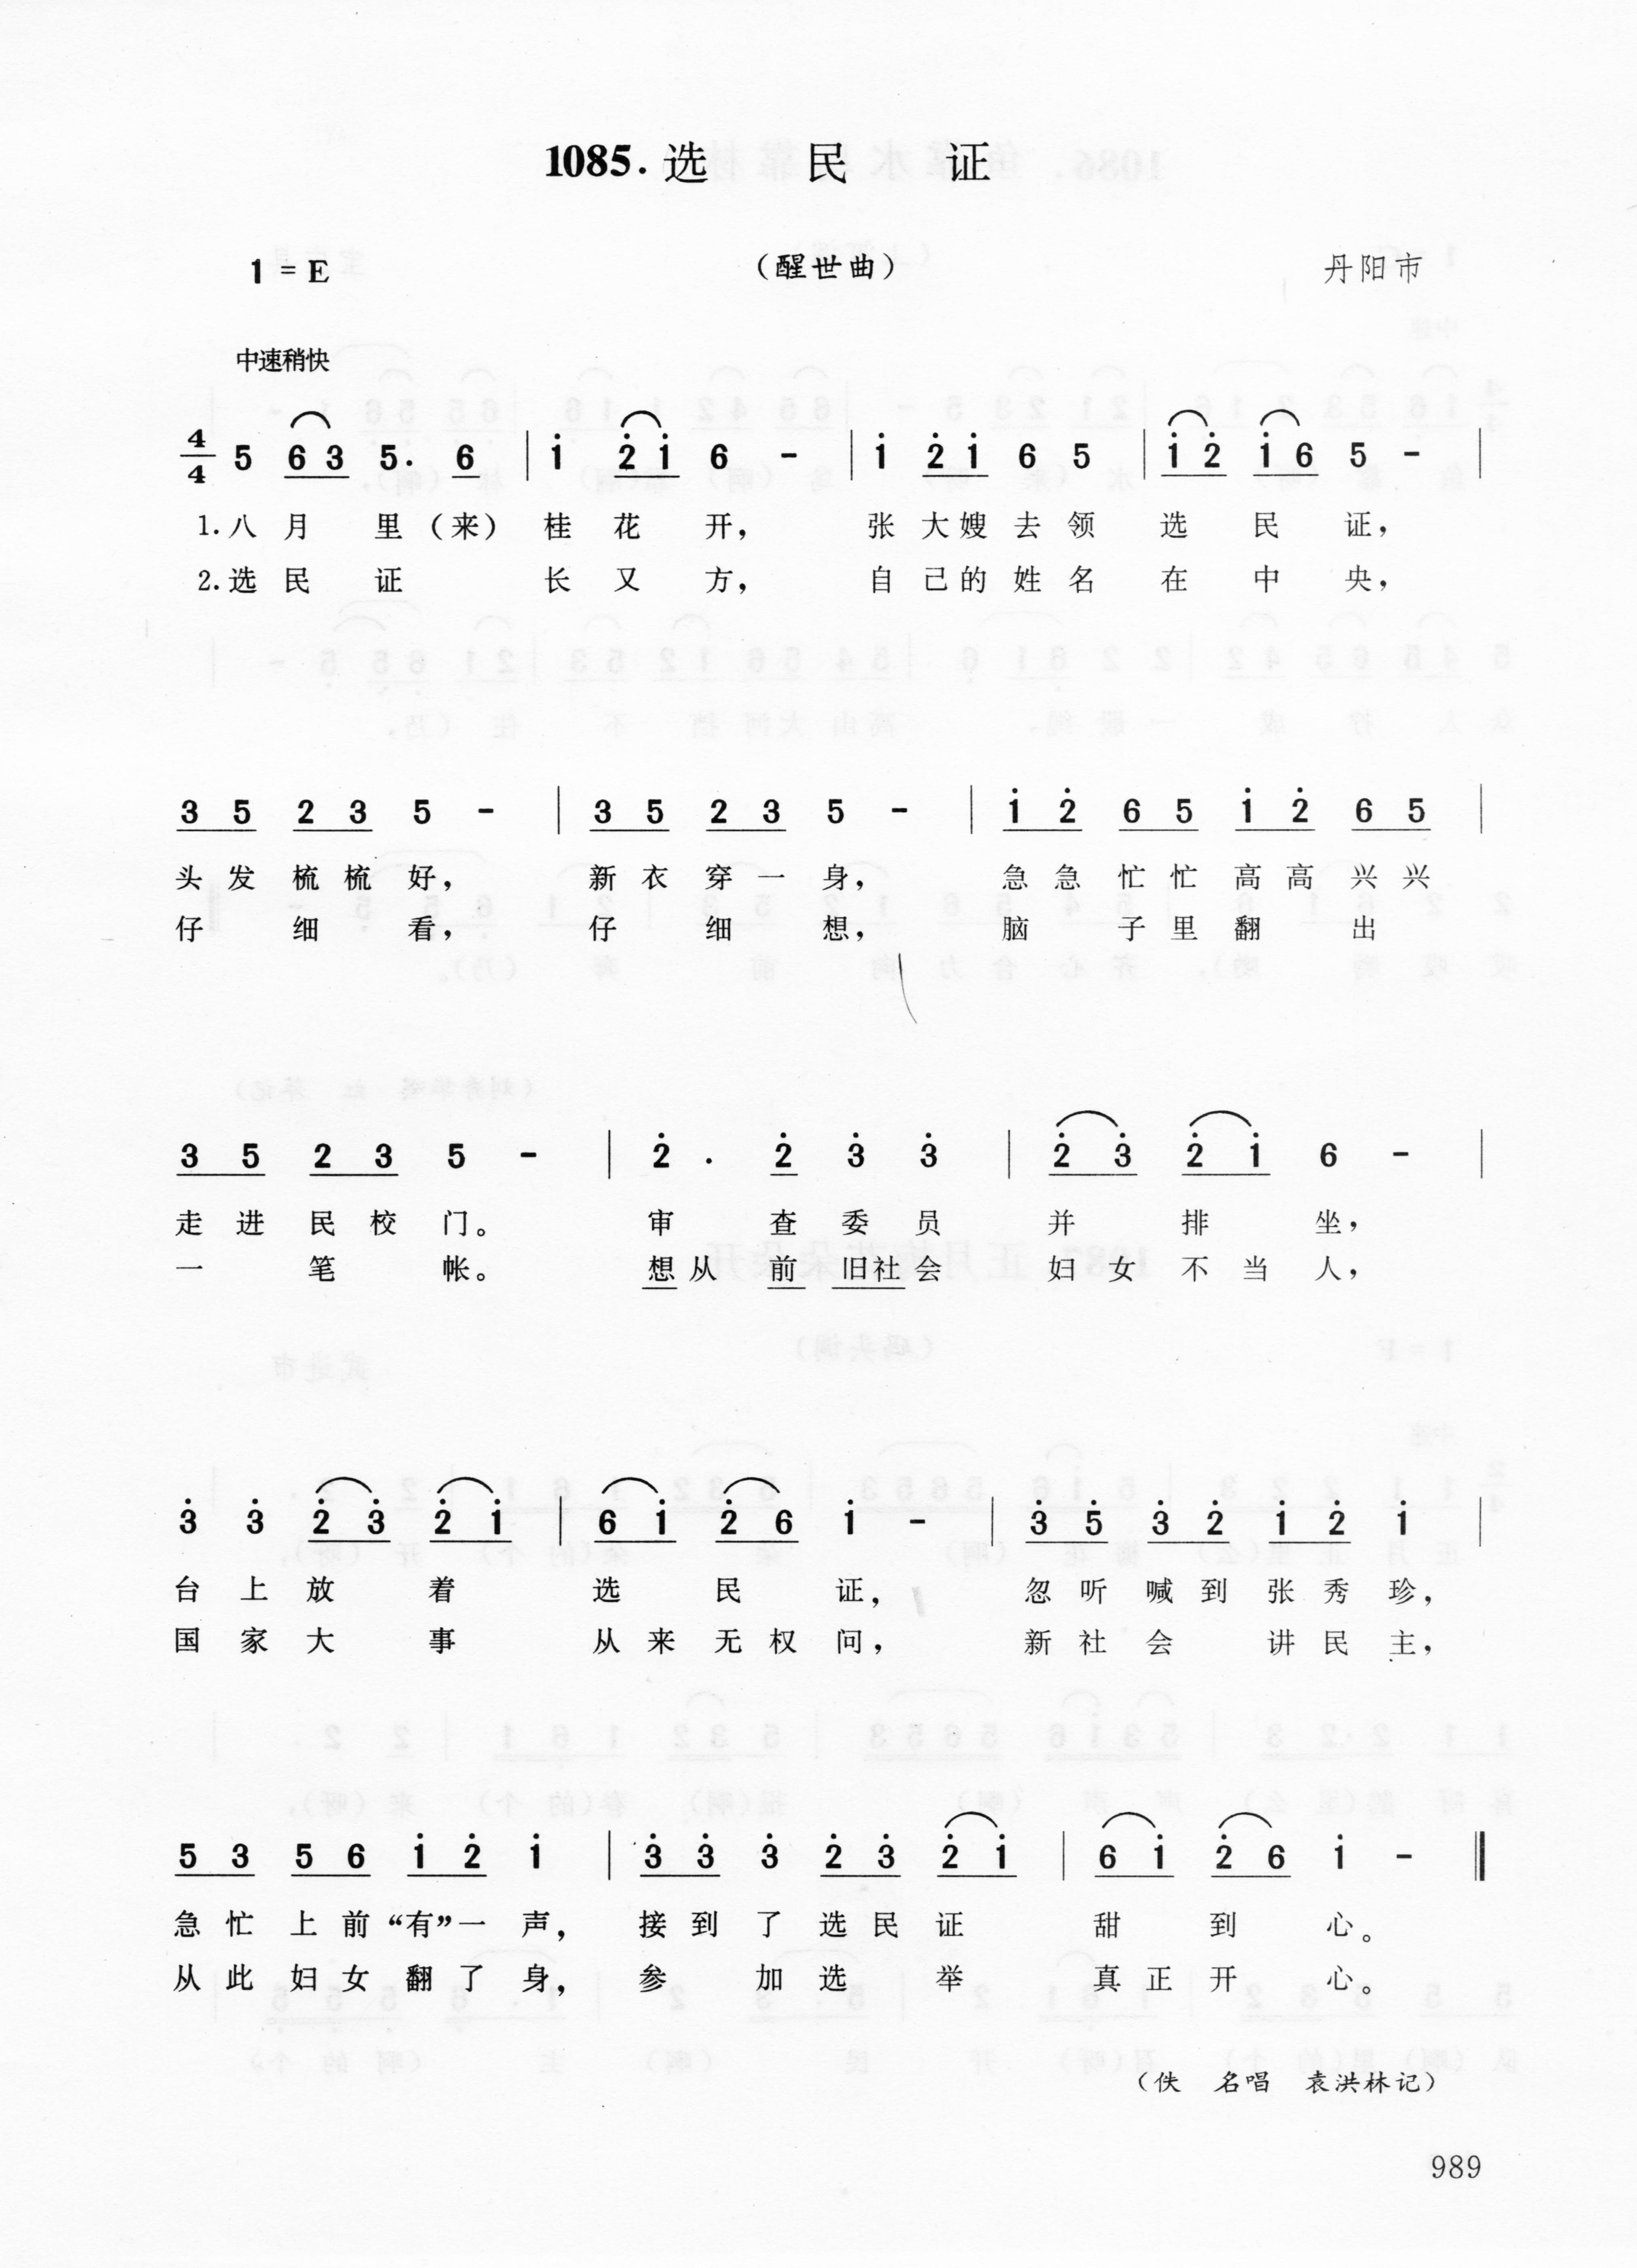 1085. 选民证
1 = E （醒世曲） 丹阳市
中速稍快
4/4 5 6 3 5. 6 | i 2̇ i 6 - | i 2̇ i 6 5 | i 2̇ i 6 5 - |
1. 八月里（来）桂花开， 张大嫂去领选民证，
2. 选民证长又方， 自己的姓名在中央，
3 5 2 3 5 - | 3 5 2 3 5 - | i 2̇ 6 5 i 2̇ 6 5 |
头发梳梳好， 新衣穿一身， 急急忙忙高高兴兴
仔细看， 仔细想， 脑子里翻出
3 5 2 3 5 - | 2̇ . 2̇ 3̇ 3̇ | 2̇ 3̇ 2̇ i 6 - |
走进民校门。 审查委员并排坐，
一笔帐。 想从前旧社会妇女不当人，
3̇ 3̇ 2̇ 3̇ 2̇ i | 6 i 2̇ 6 i - | 3̇ 5̇ 3̇ 2̇ i 2̇ i |
台上放着选民证， 忽听喊到张秀珍，
国家大事从来无权问， 新社会讲民主，
5 3 5 6 i 2̇ i | 3̇ 3̇ 3̇ 2̇ 3̇ 2̇ i | 6 i 2̇ 6 i - ‖
急忙上前“有”一声， 接到了选民证甜到心。
从此妇女翻了身， 参加选举真正开心。
（佚 名唱 袁洪林记）
989